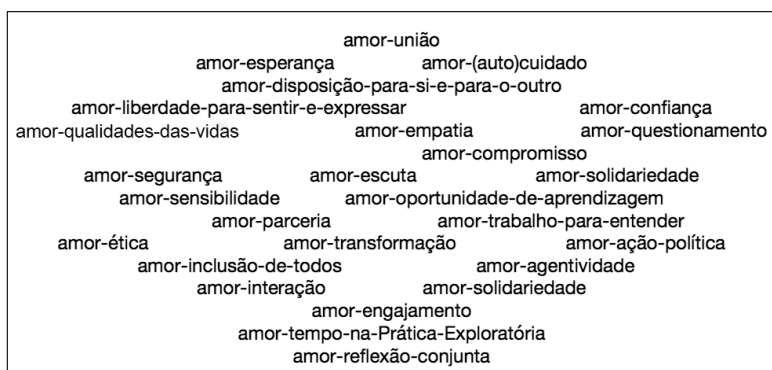 amor-união
amor-esperança amor-(auto)cuidado
amor-disposição-para-si-e-para-o-outro
amor-liberdade-para-sentir-e-expressar amor-confiança
amor-qualidades-das-vidas amor-empatia amor-questionamento
amor-compromisso
amor-segurança amor-escuta amor-solidariedade
amor-sensibilidade amor-oportunidade-de-aprendizagem
amor-parceria amor-trabalho-para-entender
amor-ética amor-transformação amor-ação-política
amor-inclusão-de-todos amor-agentividade
amor-interação amor-solidariedade
amor-engajamento
amor-tempo-na-Prática-Exploratória
amor-reflexão-conjunta